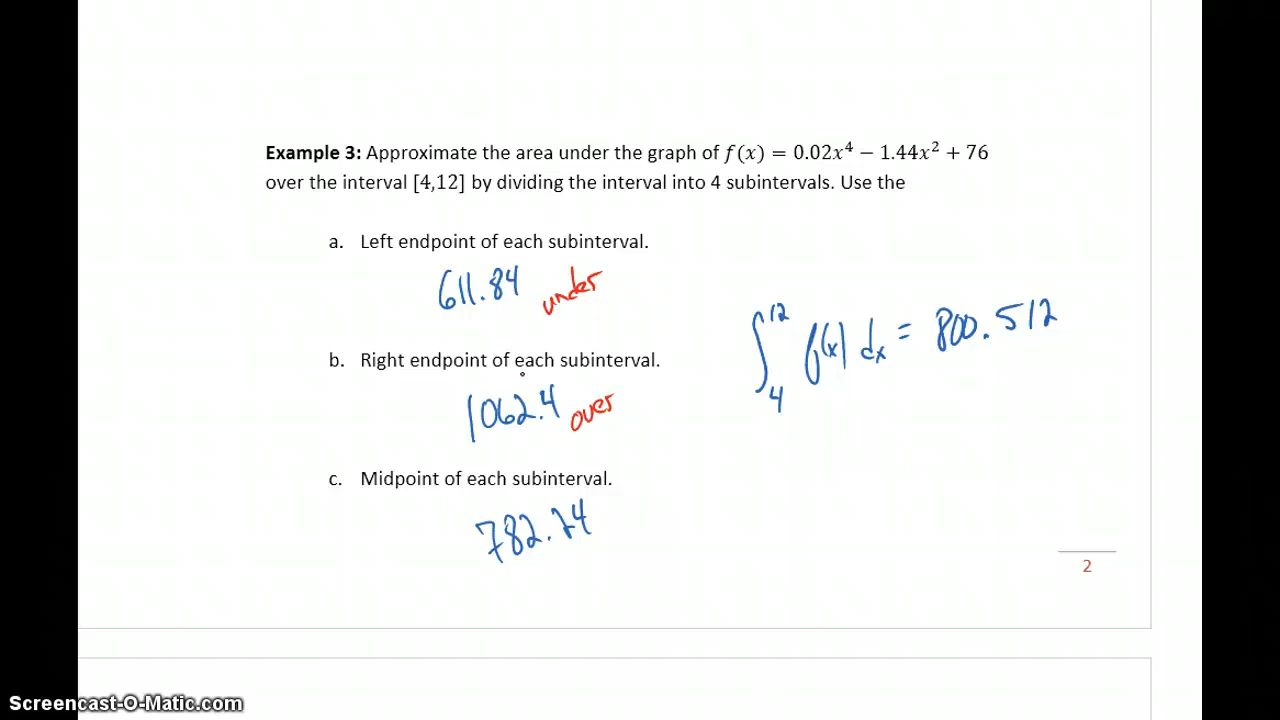 Example 3: Approximate the area under the graph of f(x) = 0.02x⁴ − 1.44x² + 76
over the interval [4,12] by dividing the interval into 4 subintervals. Use the
a. Left endpoint of each subinterval.
611.84 under
b. Right endpoint of each subinterval.
1062.4 over
∫₄¹² f(x) dx = 800.512
c. Midpoint of each subinterval.
782.24
2
Screencast-O-Matic.com